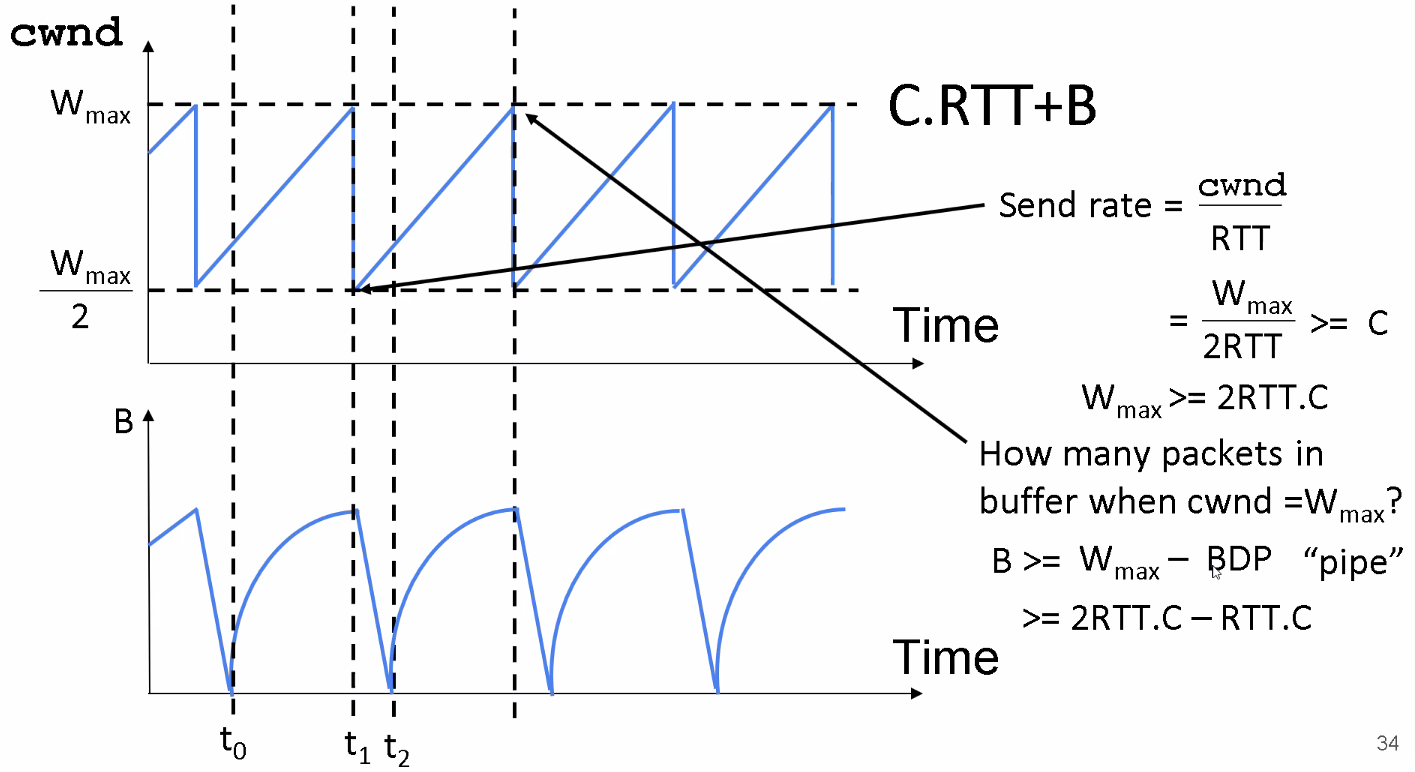 cwnd
Wmax
C.RTT+B
Send rate = cwnd
RTT
Wmax
2
Time
= Wmax >= C
2RTT
Wmax >= 2RTT.C
B
How many packets in
buffer when cwnd =Wmax?
B >= Wmax – BDP “pipe”
>= 2RTT.C – RTT.C
Time
t0
t1
t2
34